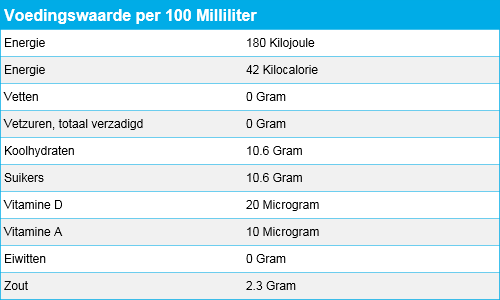 Voedingswaarde per 100 Milliliter
Energie 180 Kilojoule
Energie 42 Kilocalorie
Vetten 0 Gram
Vetzuren, totaal verzadigd 0 Gram
Koolhydraten 10.6 Gram
Suikers 10.6 Gram
Vitamine D 20 Microgram
Vitamine A 10 Microgram
Eiwitten 0 Gram
Zout 2.3 Gram